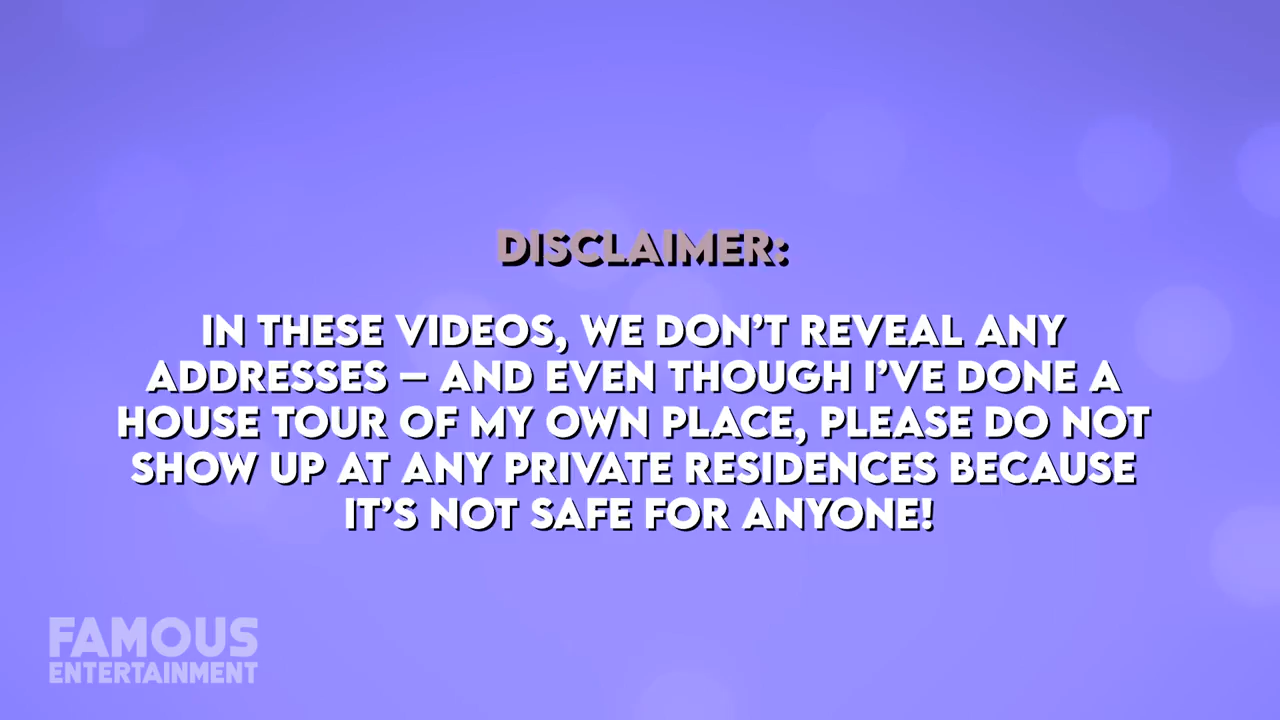 DISCLAIMER:
IN THESE VIDEOS, WE DON’T REVEAL ANY
ADDRESSES – AND EVEN THOUGH I’VE DONE A
HOUSE TOUR OF MY OWN PLACE, PLEASE DO NOT
SHOW UP AT ANY PRIVATE RESIDENCES BECAUSE
IT’S NOT SAFE FOR ANYONE!
FAMOUS
ENTERTAINMENT